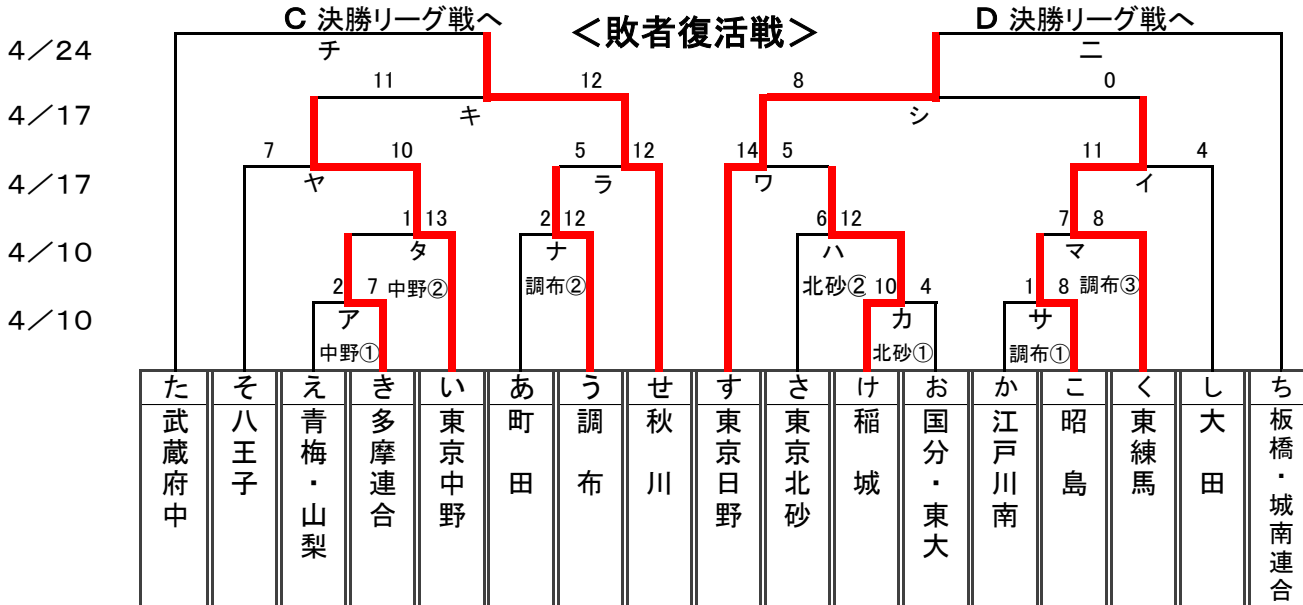 C 決勝リーグ戦へ
<敗者復活戦>
D 決勝リーグ戦へ
4/24
チ
ニ
11
12
8
0
4/17
キ
シ
7
10
5
12
14
5
11
4
4/17
ヤ
ラ
ワ
イ
1
13
2
12
6
12
7
8
4/10
タ
ナ
ハ
マ
2
7
中野②
調布②
北砂②
10
4
1
8
調布③
4/10
ア
カ
サ
中野①
北砂①
調布①
た
そ
え
き
い
あ
う
せ
す
さ
け
お
か
こ
く
し
ち
武蔵府中
八王子
青梅・山梨
多摩連合
東京中野
町田
調布
秋川
東京日野
東京北砂
稲城
国分・東大
江戸川南
昭島
東練馬
大田
板橋・城南連合